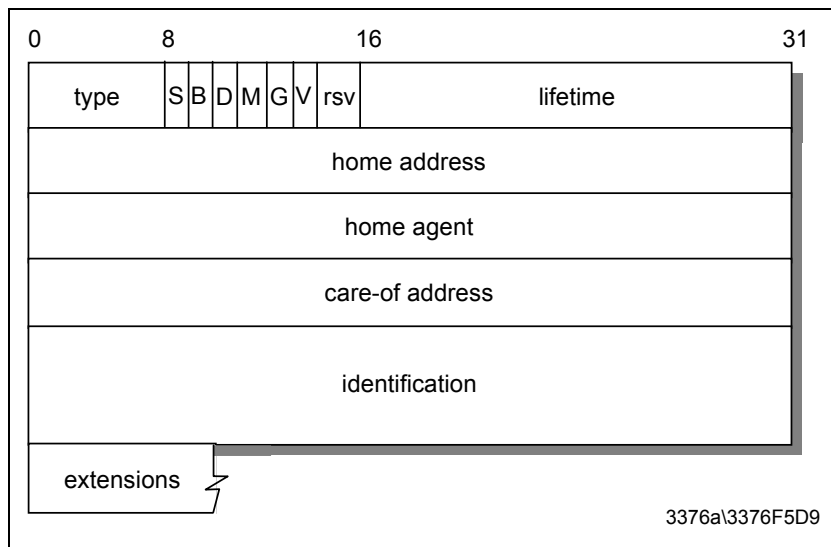 0 8 16 31
type S B D M G V rsv lifetime
home address
home agent
care-of address
identification
extensions
3376a\3376F5D9